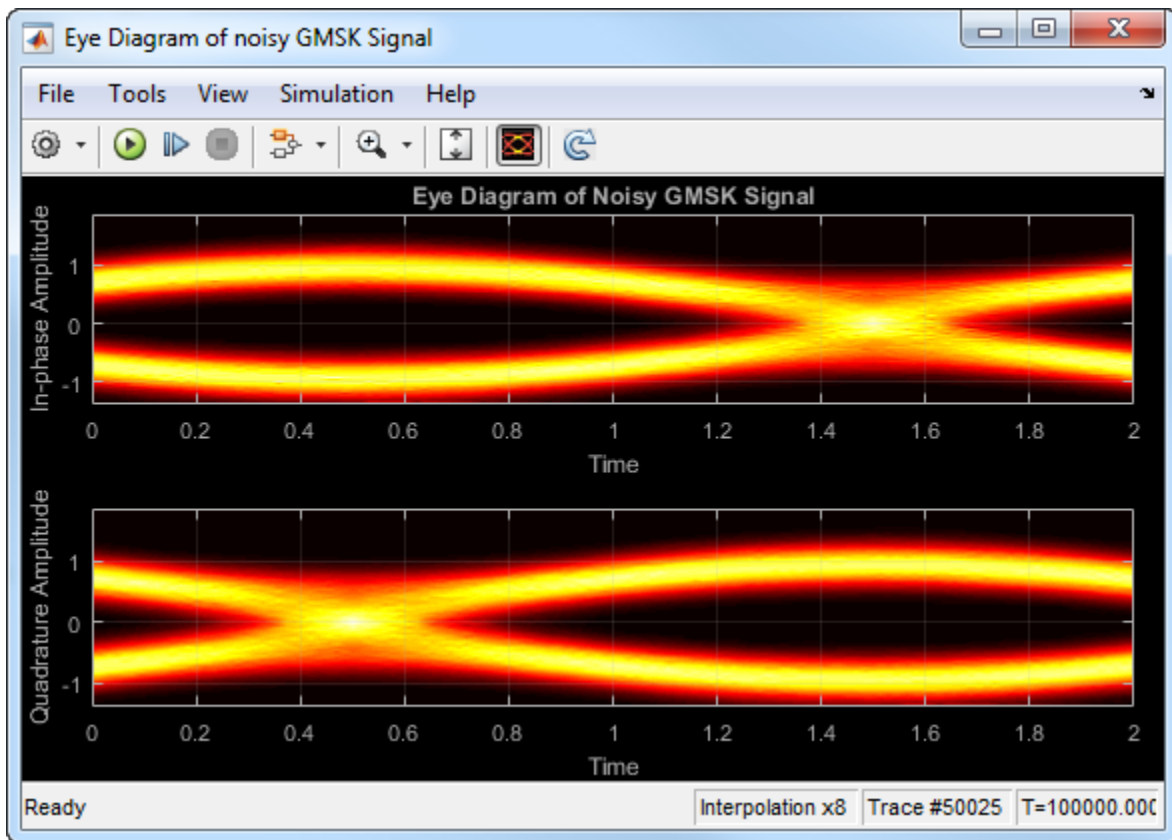 Eye Diagram of noisy GMSK Signal
File Tools View Simulation Help
Eye Diagram of Noisy GMSK Signal
In-phase Amplitude
1
0
-1
0 0.2 0.4 0.6 0.8 1 1.2 1.4 1.6 1.8 2
Time
Quadrature Amplitude
1
0
-1
0 0.2 0.4 0.6 0.8 1 1.2 1.4 1.6 1.8 2
Time
Ready Interpolation x8 Trace #50025 T=100000.000